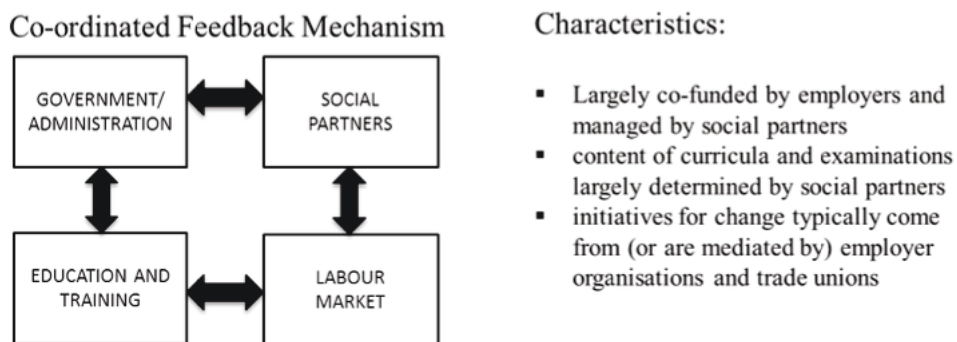 Co-ordinated Feedback Mechanism
GOVERNMENT/
ADMINISTRATION
SOCIAL
PARTNERS
EDUCATION AND
TRAINING
LABOUR
MARKET
Characteristics:
▪ Largely co-funded by employers and
managed by social partners
▪ content of curricula and examinations
largely determined by social partners
▪ initiatives for change typically come
from (or are mediated by) employer
organisations and trade unions